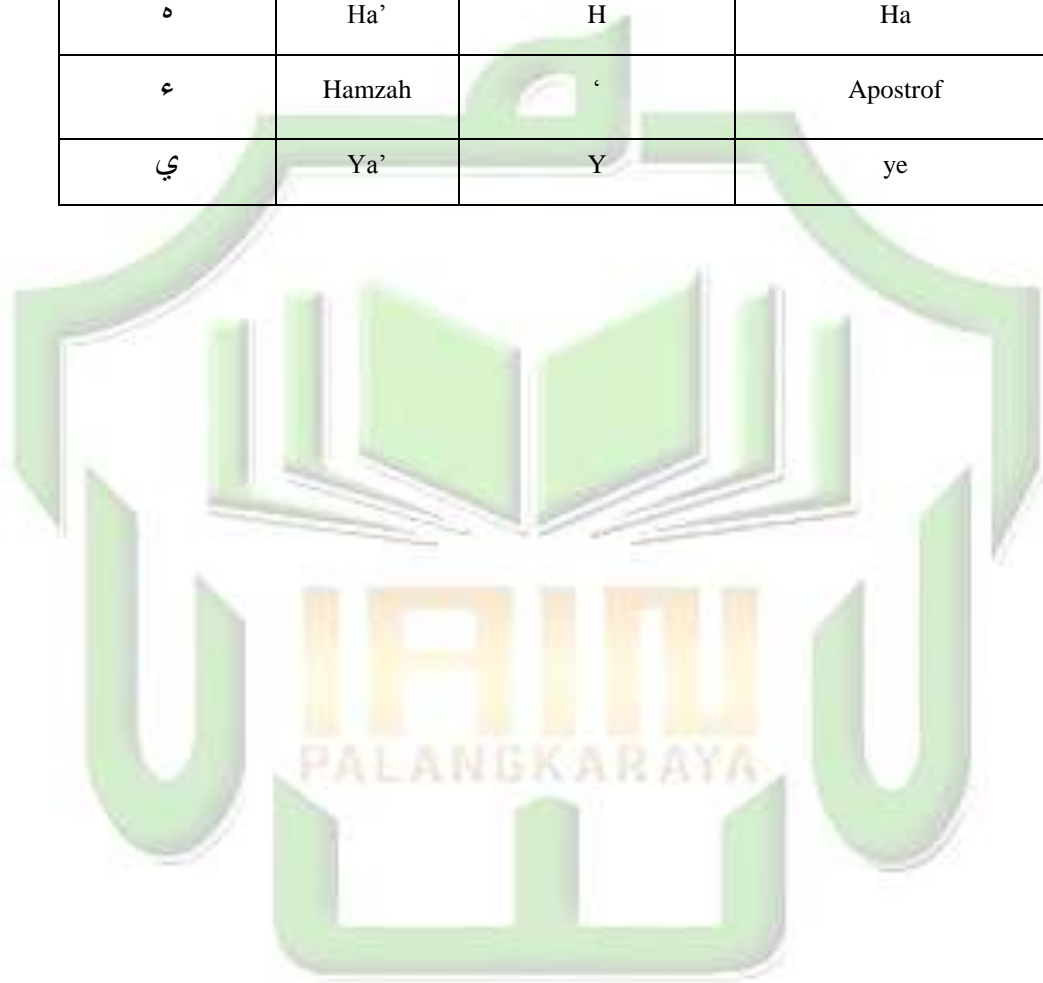 ه Ha’ H Ha
ء Hamzah ‘ Apostrof
ي Ya’ Y ye
IAIN
PALANGKARAYA